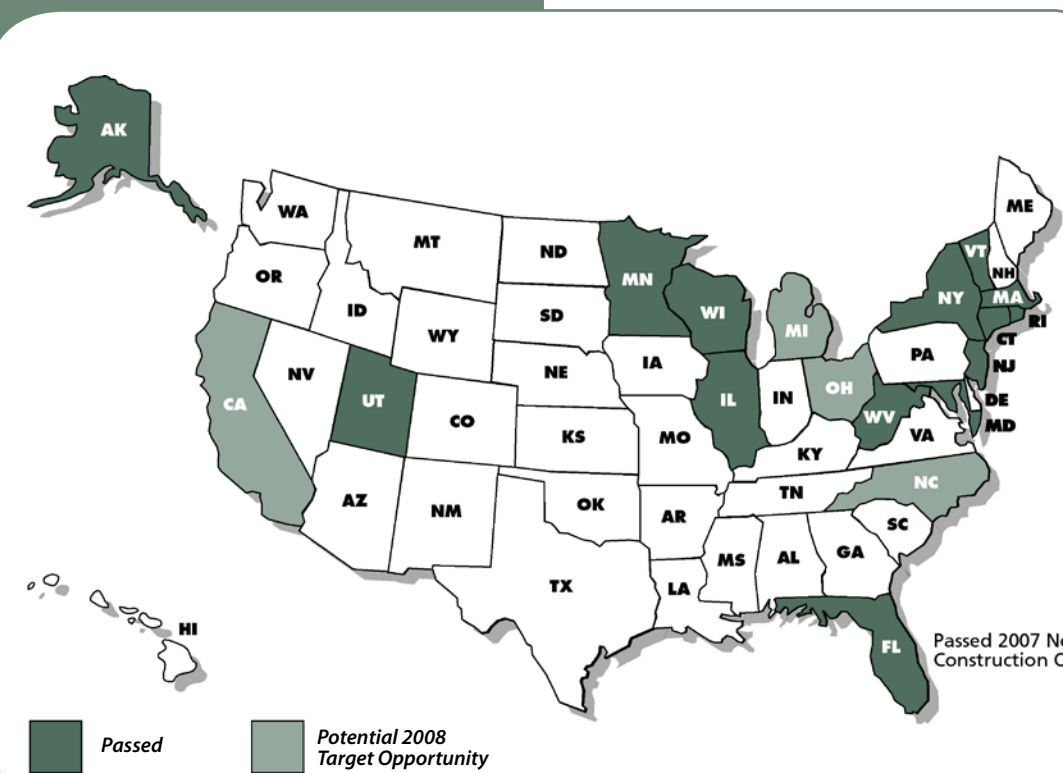 AK
WA
MT
ND
MN
ME
VT
NH
OR
ID
SD
WI
NY
MA
WY
MI
RI
CT
NV
NE
IA
PA
NJ
CA
UT
CO
IL
IN
OH
WV
DE
MD
KS
MO
KY
VA
AZ
NM
OK
AR
TN
NC
SC
TX
LA
MS
AL
GA
HI
FL
Passed 2007
Construction
Passed
Potential 2008
Target Opportunity